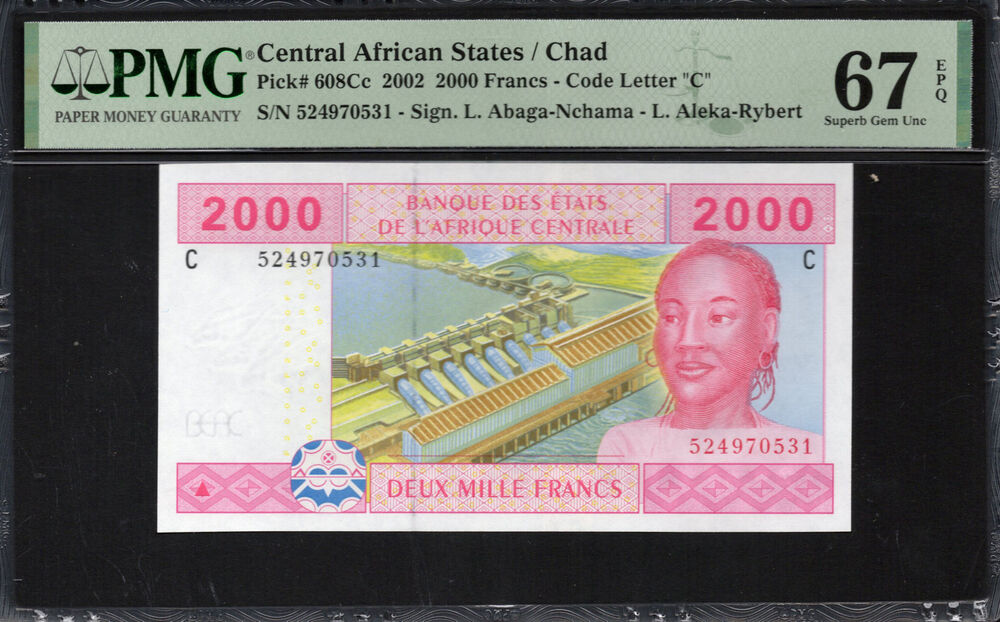 PMG®
PAPER MONEY GUARANTY
Central African States / Chad
Pick# 608Cc 2002 2000 Francs - Code Letter "C"
S/N 524970531 - Sign. L. Abaga-Nchama - L. Aleka-Rybert
67 EPQ
Superb Gem Unc
2000
BANQUE DES ÉTATS
DE L'AFRIQUE CENTRALE
2000
C 524970531
C
BEAC
524970531
DEUX MILLE FRANCS